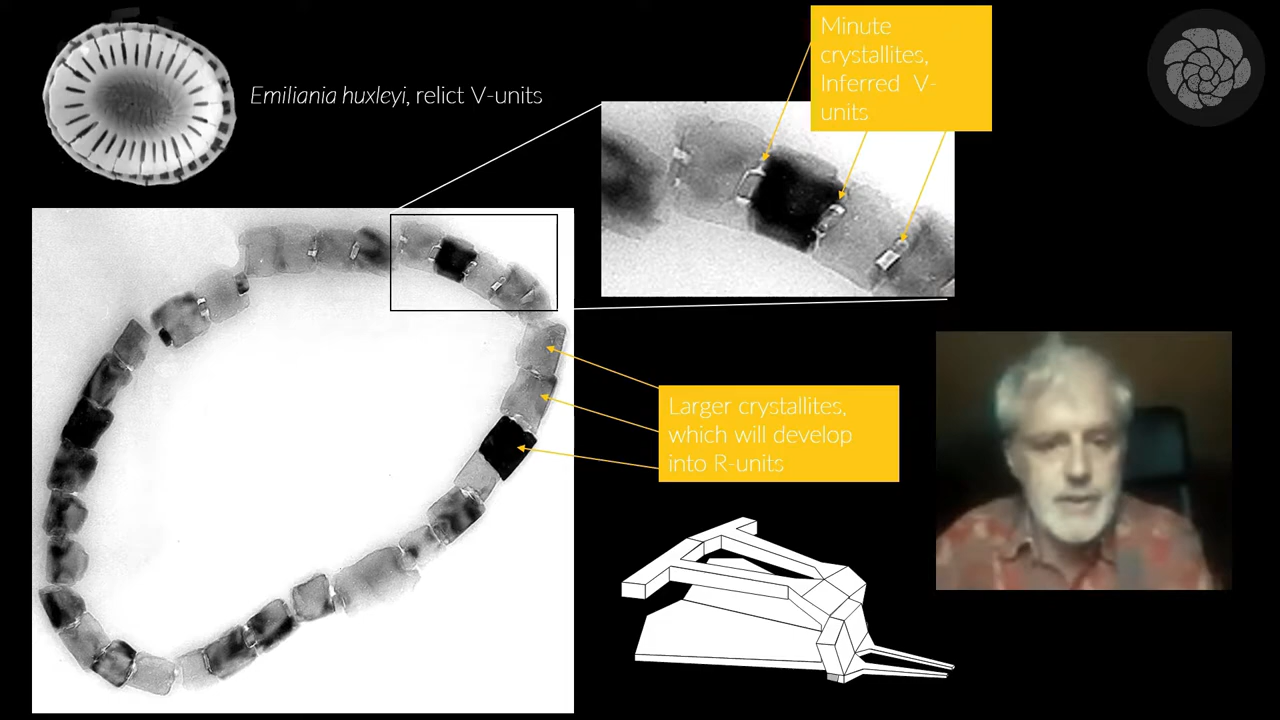 Emiliania huxleyi, relict V-units
Minute
crystallites,
Inferred V-
units
Larger crystallites,
which will develop
into R-units